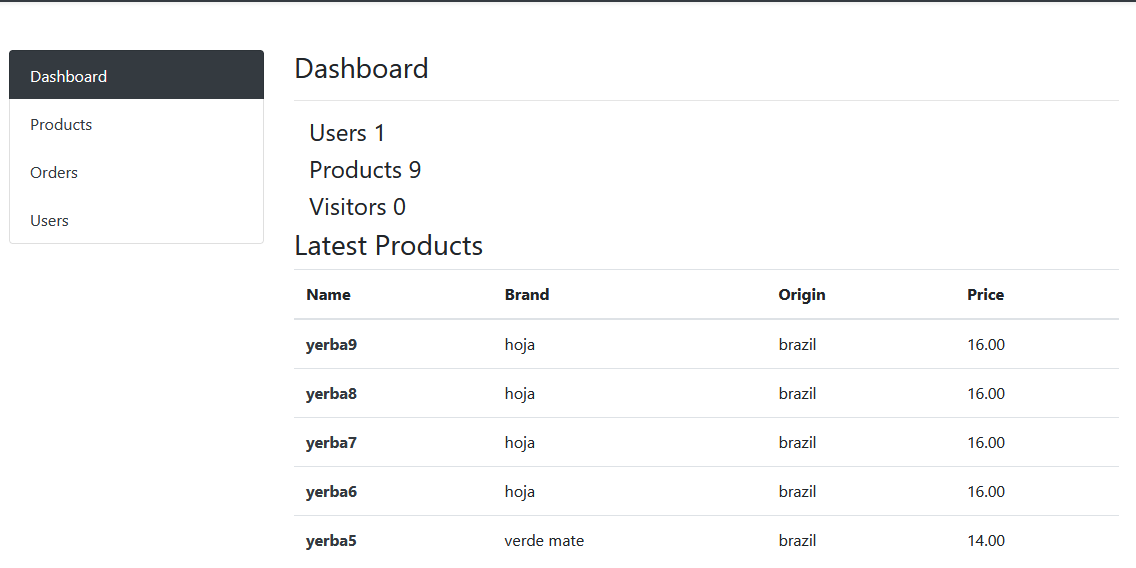 Dashboard
Products
Orders
Users
Dashboard
Users 1
Products 9
Visitors 0
Latest Products
Name Brand Origin Price
yerba9 hoja brazil 16.00
yerba8 hoja brazil 16.00
yerba7 hoja brazil 16.00
yerba6 hoja brazil 16.00
yerba5 verde mate brazil 14.00